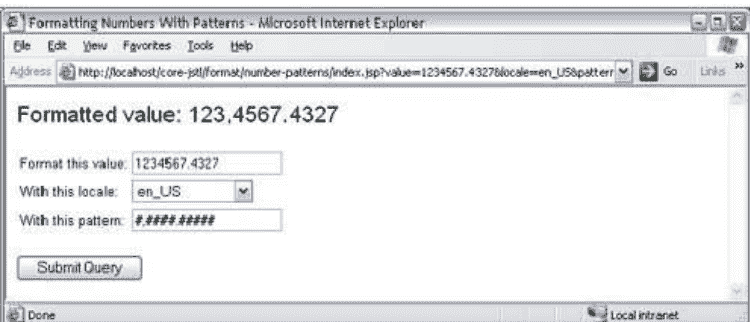 Formatting Numbers With Patterns - Microsoft Internet Explorer
File Edit View Favorites Tools Help
Address http://localhost/core-jstl/format/number-patterns/index.jsp?value=1234567.4327&locale=en_US&patterr Go Links »
Formatted value: 123,4567.4327
Format this value: 1234567.4327
With this locale: en_US
With this pattern: #,####.#####
Submit Query
Done Local intranet